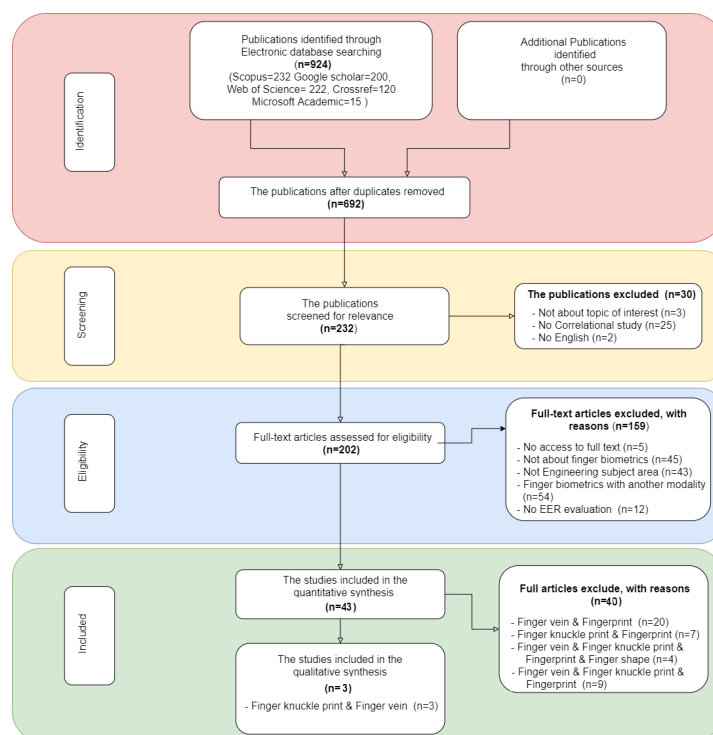 Identification
Publications identified through
Electronic database searching
(n=924)
(Scopus=232 Google scholar=200,
Web of Science= 222, Crossref=120
Microsoft Academic=15 )
Additional Publications
identified
through other sources
(n=0)
The publications after duplicates removed
(n=692)
Screening
The publications
screened for relevance
(n=232)
The publications excluded (n=30)
- Not about topic of interest (n=3)
- No Correlational study (n=25)
- No English (n=2)
Eligibility
Full-text articles assessed for eligibility
(n=202)
Full-text articles excluded, with
reasons (n=159)
- No access to full text (n=5)
- Not about finger biometrics (n=45)
- Not Engineering subject area (n=43)
- Finger biometrics with another modality
(n=54)
- No EER evaluation (n=12)
Included
The studies included in the
quantitative synthesis
(n=43)
Full articles exclude, with reasons
(n=40)
- Finger vein & Fingerprint (n=20)
- Finger knuckle print & Fingerprint (n=7)
- Finger vein & Finger knuckle print &
Fingerprint & Finger shape (n=4)
- Finger vein & Finger knuckle print &
Fingerprint (n=9)
The studies included in the
qualitative synthesis
(n=3)
- Finger knuckle print & Finger vein (n=3)